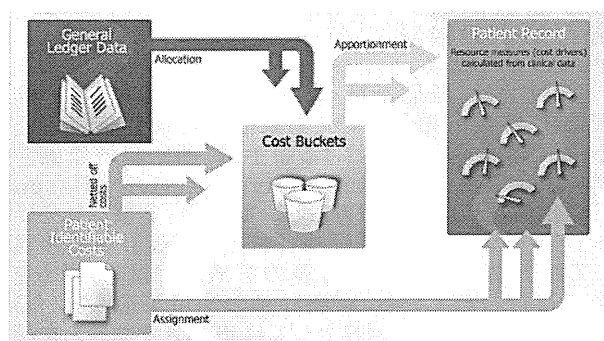 General
Ledger Data
Allocation
Apportionment
Patient Record
Resource measures (cost drivers)
calculated from clinical data
Cost Buckets
Netted off
costs
Patient
Identifiable
Costs
Assignment